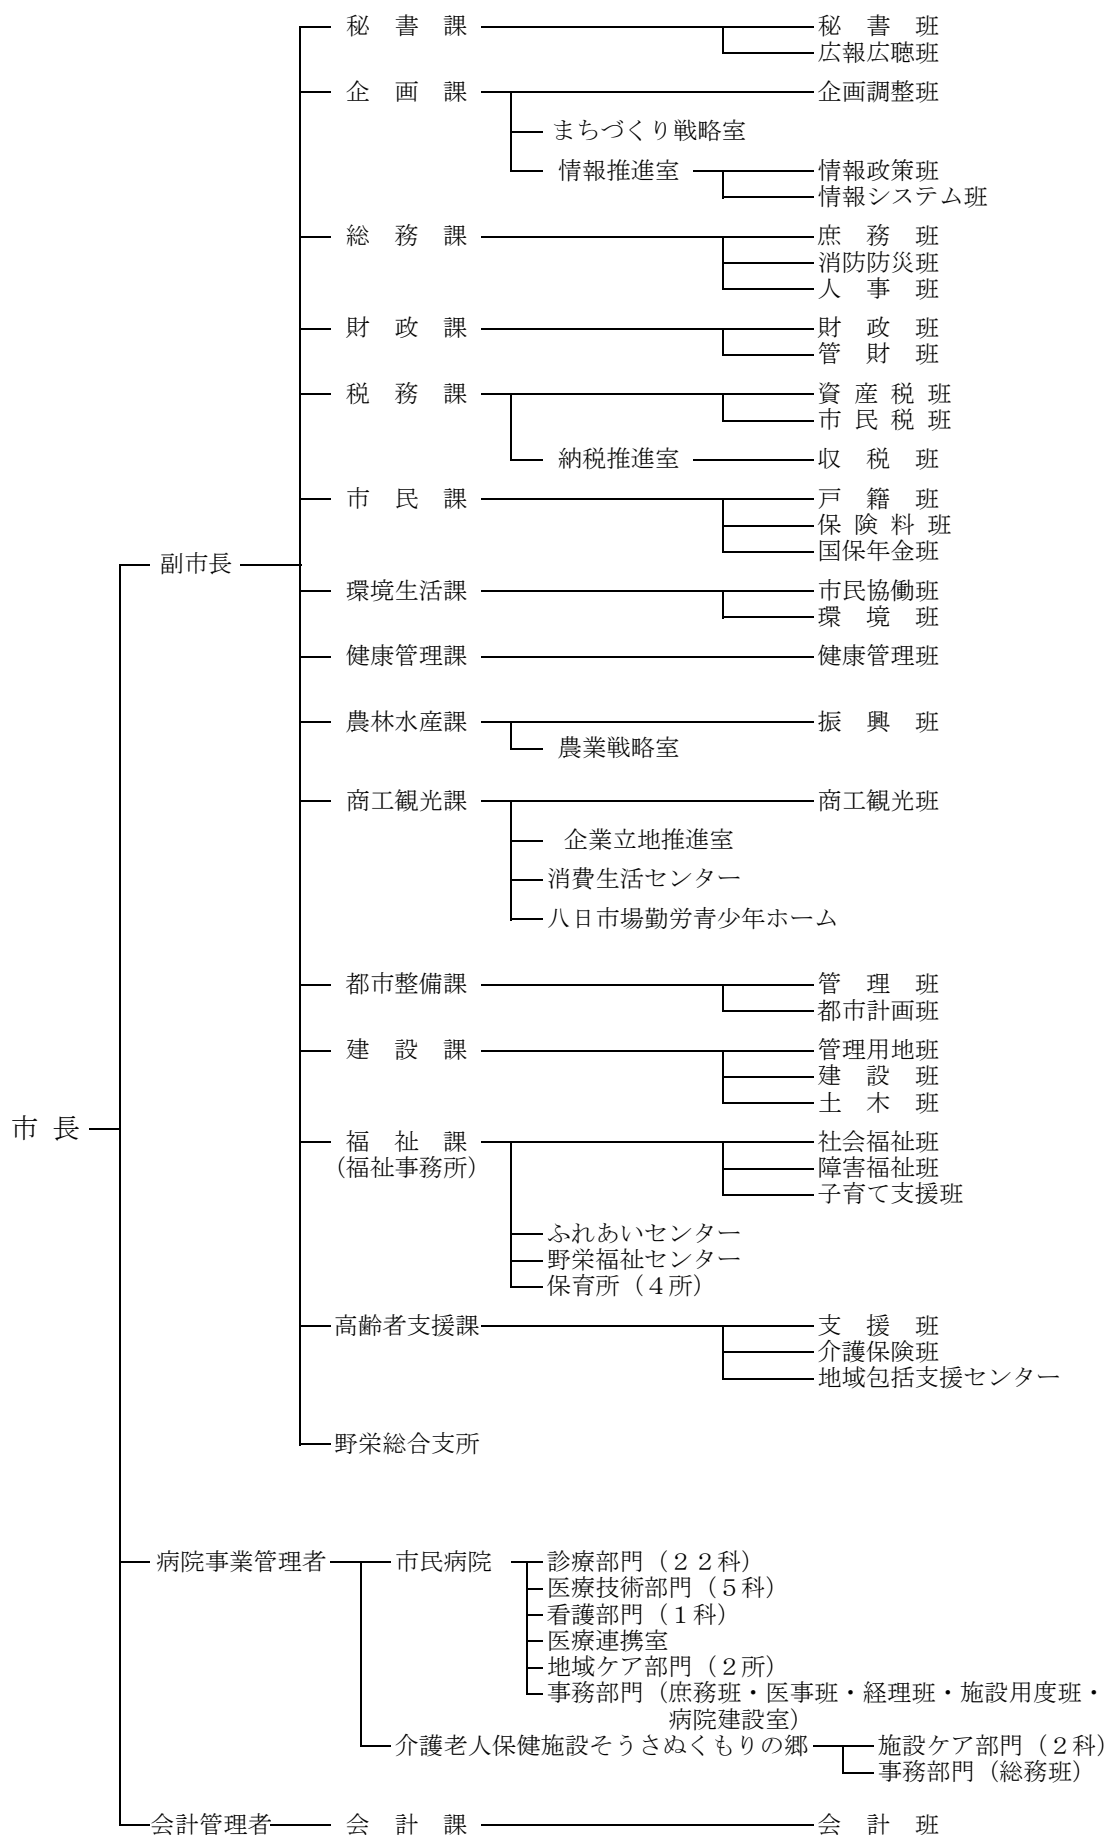 秘書課 秘書班
広報広聴班
企画課 企画調整班
まちづくり戦略室
情報推進室 情報政策班
情報システム班
総務課 庶務班
消防防災班
人事班
財政課 財政班
管財班
税務課 資産税班
市民税班
納税推進室 収税班
市民課 戸籍班
保険料班
国保年金班
副市長
環境生活課 市民協働班
環境班
健康管理課 健康管理班
農林水産課 振興班
農業戦略室
商工観光課 商工観光班
企業立地推進室
消費生活センター
八日市場勤労青少年ホーム
都市整備課 管理班
都市計画班
建設課 管理用地班
建設班
土木班
市長
福祉課 社会福祉班
(福祉事務所) 障害福祉班
子育て支援班
ふれあいセンター
野栄福祉センター
保育所(4所)
高齢者支援課 支援班
介護保険班
地域包括支援センター
野栄総合支所
病院事業管理者 市民病院 診療部門(22科)
医療技術部門(5科)
看護部門(1科)
医療連携室
地域ケア部門(2所)
事務部門(庶務班・医事班・経理班・施設用度班・
病院建設室)
介護老人保健施設そうさぬくもりの郷 施設ケア部門(2科)
事務部門(総務班)
会計管理者 会計課 会計班